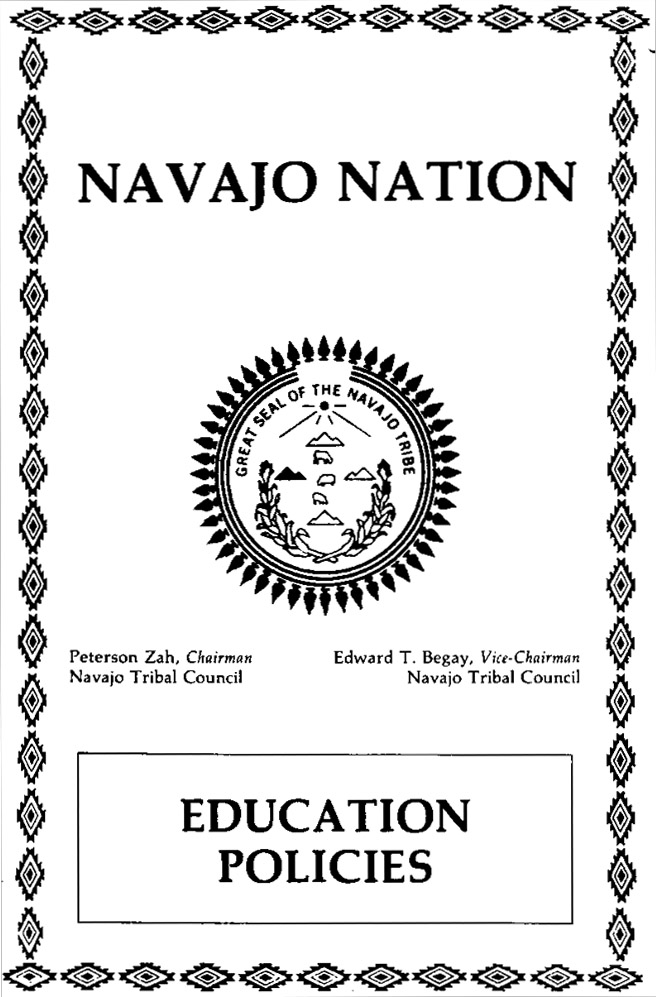 NAVAJO NATION
GREAT SEAL OF THE NAVAJO TRIBE
Peterson Zah, Chairman
Navajo Tribal Council
Edward T. Begay, Vice-Chairman
Navajo Tribal Council
EDUCATION
POLICIES